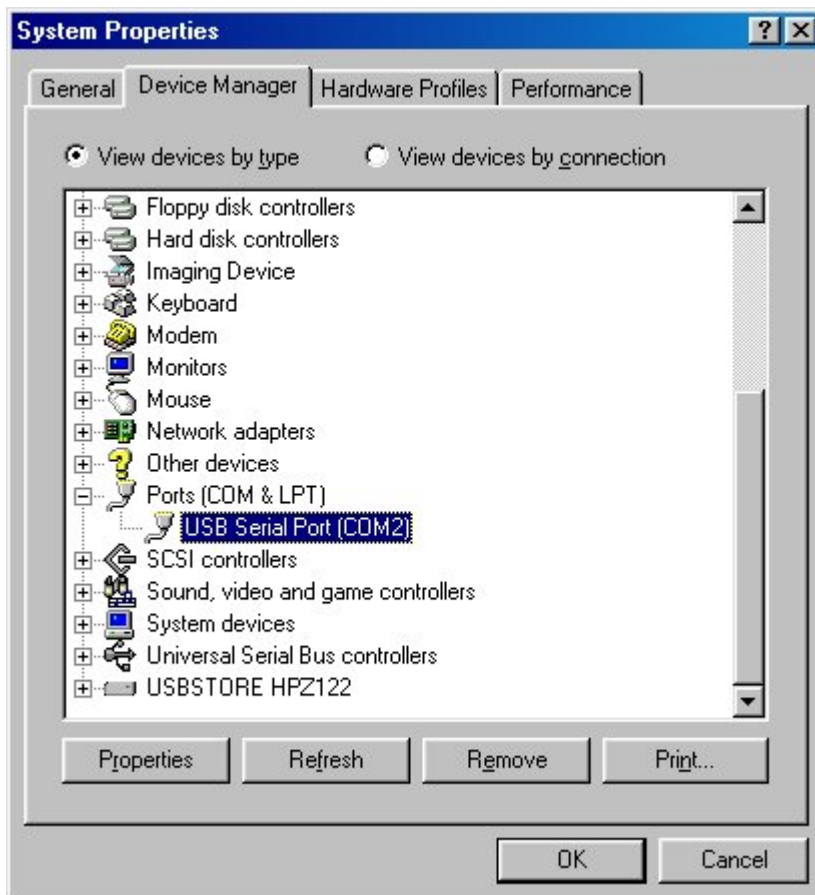 System Properties
General Device Manager Hardware Profiles Performance
View devices by type View devices by connection
Floppy disk controllers
Hard disk controllers
Imaging Device
Keyboard
Modem
Monitors
Mouse
Network adapters
Other devices
Ports (COM & LPT)
USB Serial Port (COM2)
SCSI controllers
Sound, video and game controllers
System devices
Universal Serial Bus controllers
USBSTORE HPZ122
Properties Refresh Remove Print...
OK Cancel